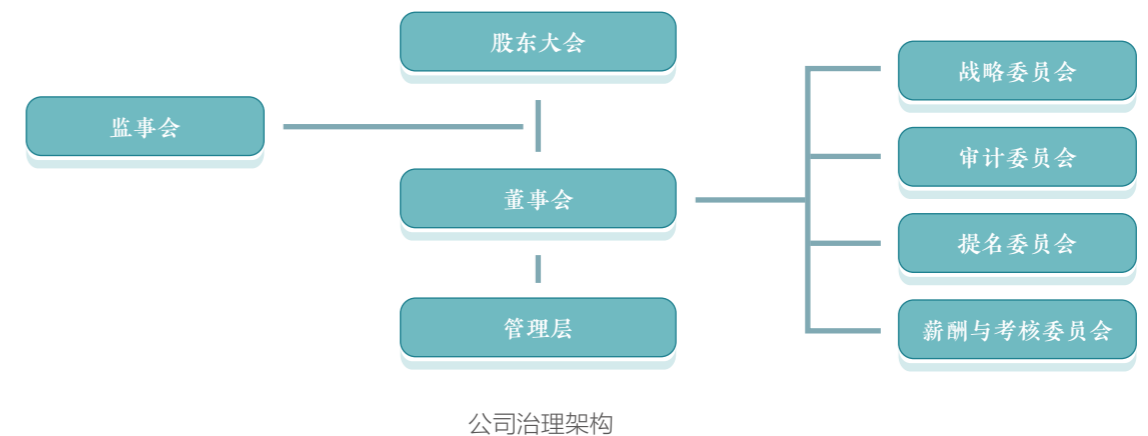 股东大会
监事会
董事会
管理层
战略委员会
审计委员会
提名委员会
薪酬与考核委员会
公司治理架构